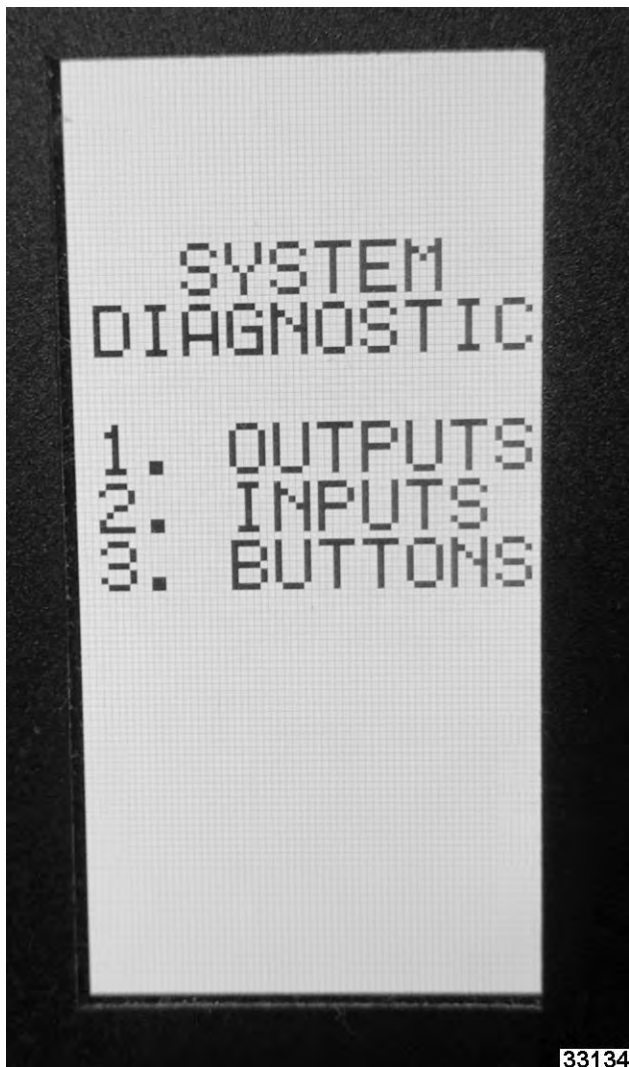 SYSTEM
DIAGNOSTIC
1. OUTPUTS
2. INPUTS
3. BUTTONS
33134